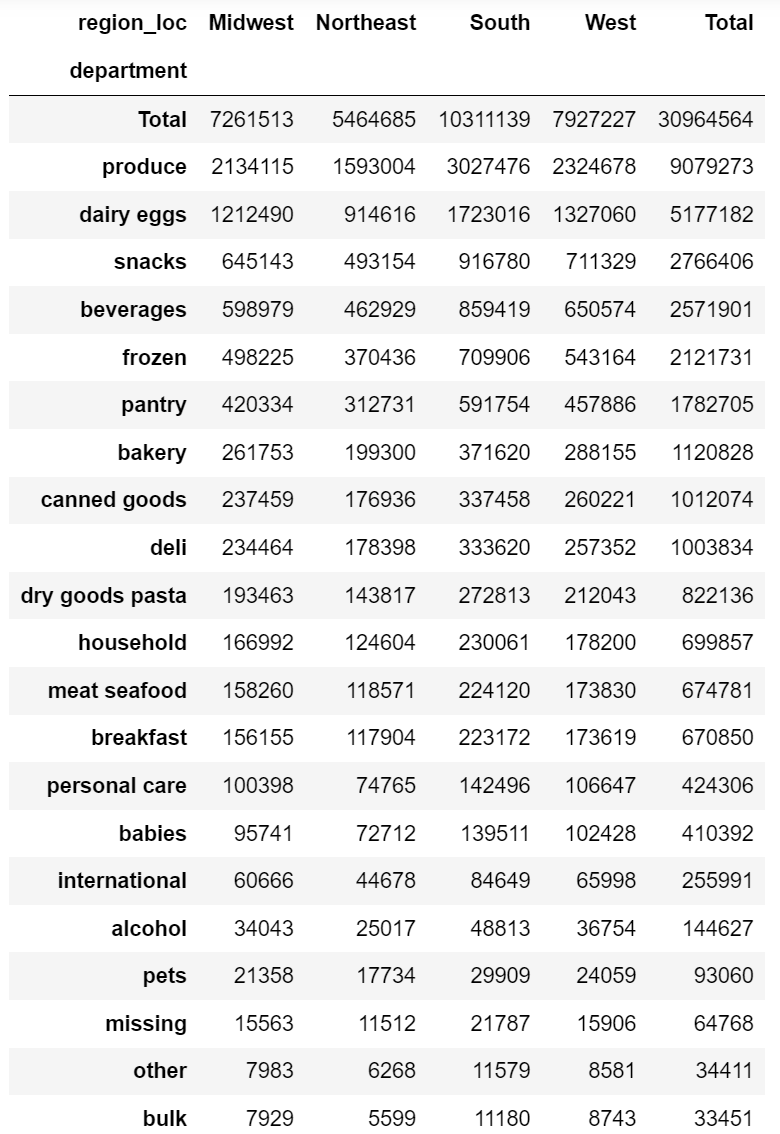 region_loc Midwest Northeast South West Total
department
Total 7261513 5464685 10311139 7927227 30964564
produce 2134115 1593004 3027476 2324678 9079273
dairy eggs 1212490 914616 1723016 1327060 5177182
snacks 645143 493154 916780 711329 2766406
beverages 598979 462929 859419 650574 2571901
frozen 498225 370436 709906 543164 2121731
pantry 420334 312731 591754 457886 1782705
bakery 261753 199300 371620 288155 1120828
canned goods 237459 176936 337458 260221 1012074
deli 234464 178398 333620 257352 1003834
dry goods pasta 193463 143817 272813 212043 822136
household 166992 124604 230061 178200 699857
meat seafood 158260 118571 224120 173830 674781
breakfast 156155 117904 223172 173619 670850
personal care 100398 74765 142496 106647 424306
babies 95741 72712 139511 102428 410392
international 60666 44678 84649 65998 255991
alcohol 34043 25017 48813 36754 144627
pets 21358 17734 29909 24059 93060
missing 15563 11512 21787 15906 64768
other 7983 6268 11579 8581 34411
bulk 7929 5599 11180 8743 33451